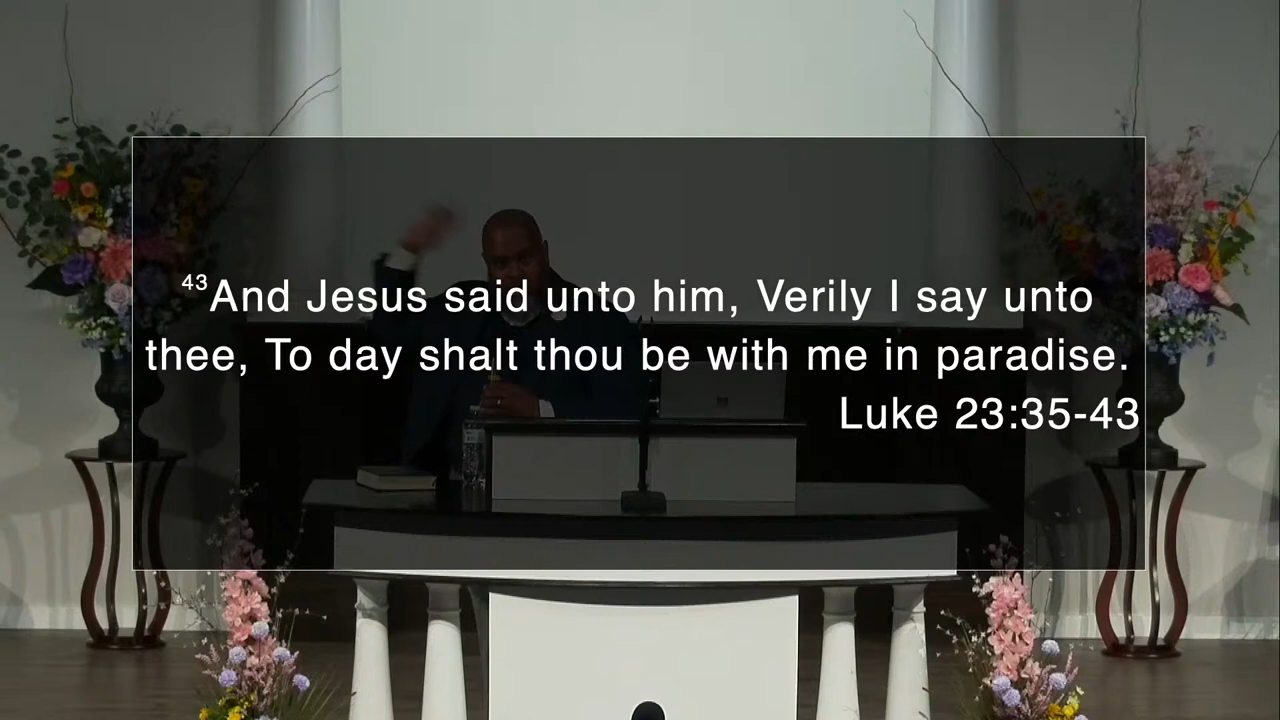 43And Jesus said unto him, Verily I say unto
thee, To day shalt thou be with me in paradise.
Luke 23:35-43